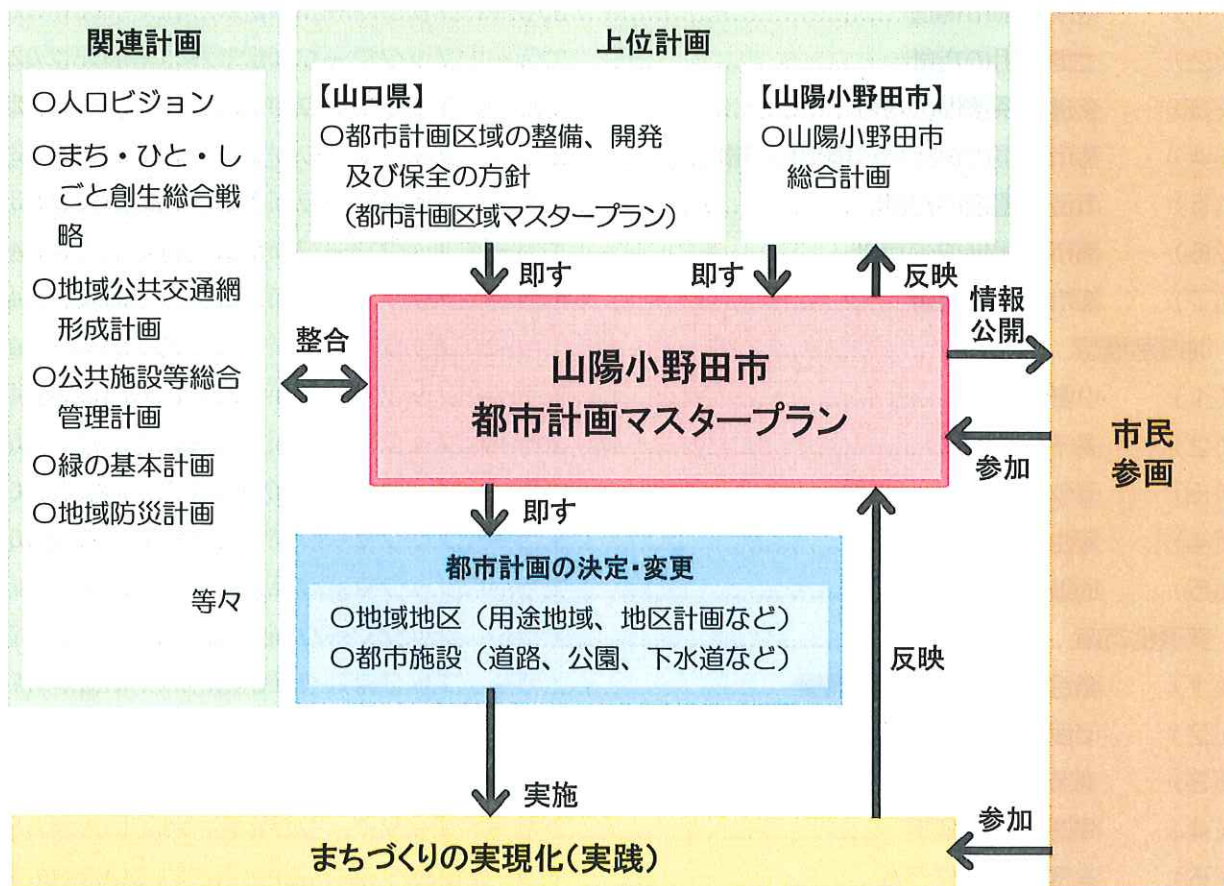 関連計画
○人口ビジョン
○まち・ひと・し
ごと創生総合戦
略
○地域公共交通網
形成計画
○公共施設等総合
管理計画
○緑の基本計画
○地域防災計画
等々
上位計画
【山口県】
○都市計画区域の整備、開発
及び保全の方針
（都市計画区域マスタープラン）
【山陽小野田市】
○山陽小野田市
総合計画
即す
即す
反映
情報
公開
整合
山陽小野田市
都市計画マスタープラン
参加
市民
参画
即す
都市計画の決定・変更
○地域地区（用途地域、地区計画など）
○都市施設（道路、公園、下水道など）
反映
実施
参加
まちづくりの実現化（実践）